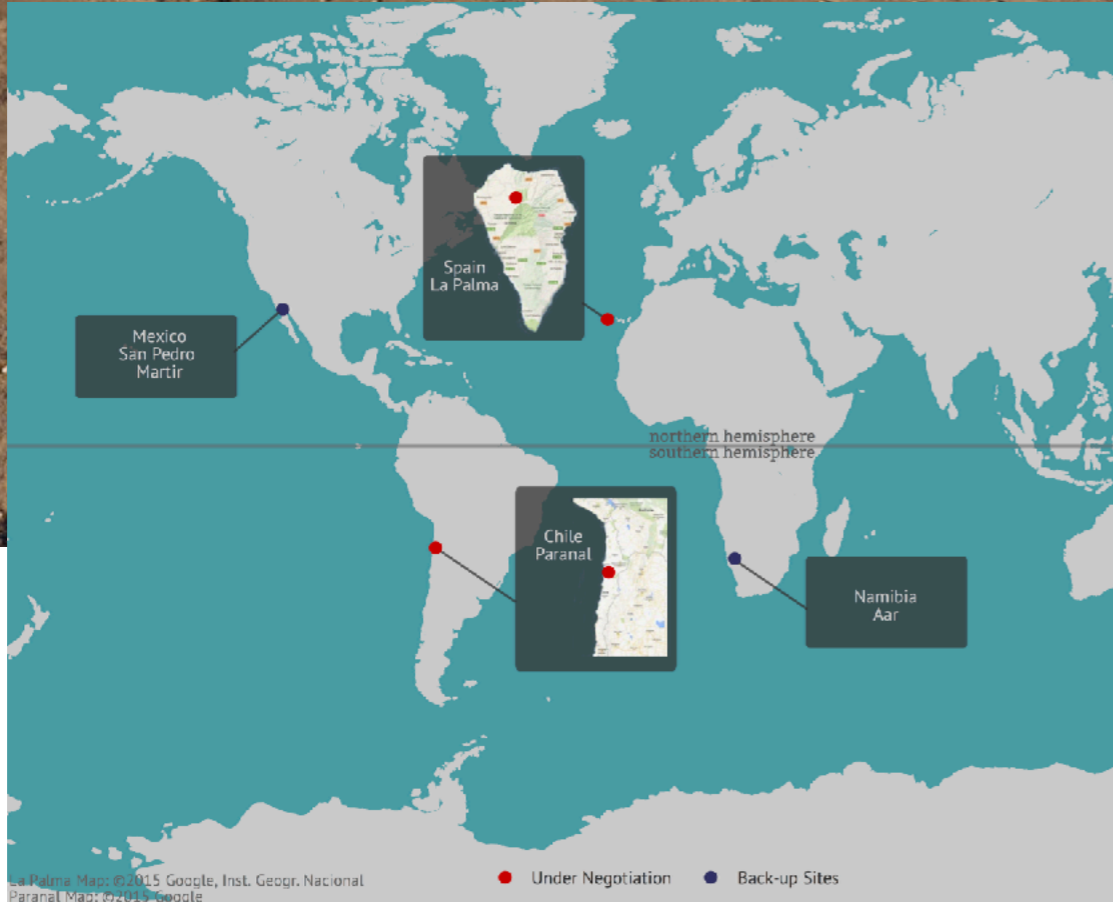 Spain
La Palma
Mexico
San Pedro
Martir
northern hemisphere
southern hemisphere
Chile
Paranal
Namibia
Aar
La Palma Map: ©2015 Google, Inst. Geogr. Nacional
Paranal Map: ©2015 Google
Under Negotiation
Back-up Sites